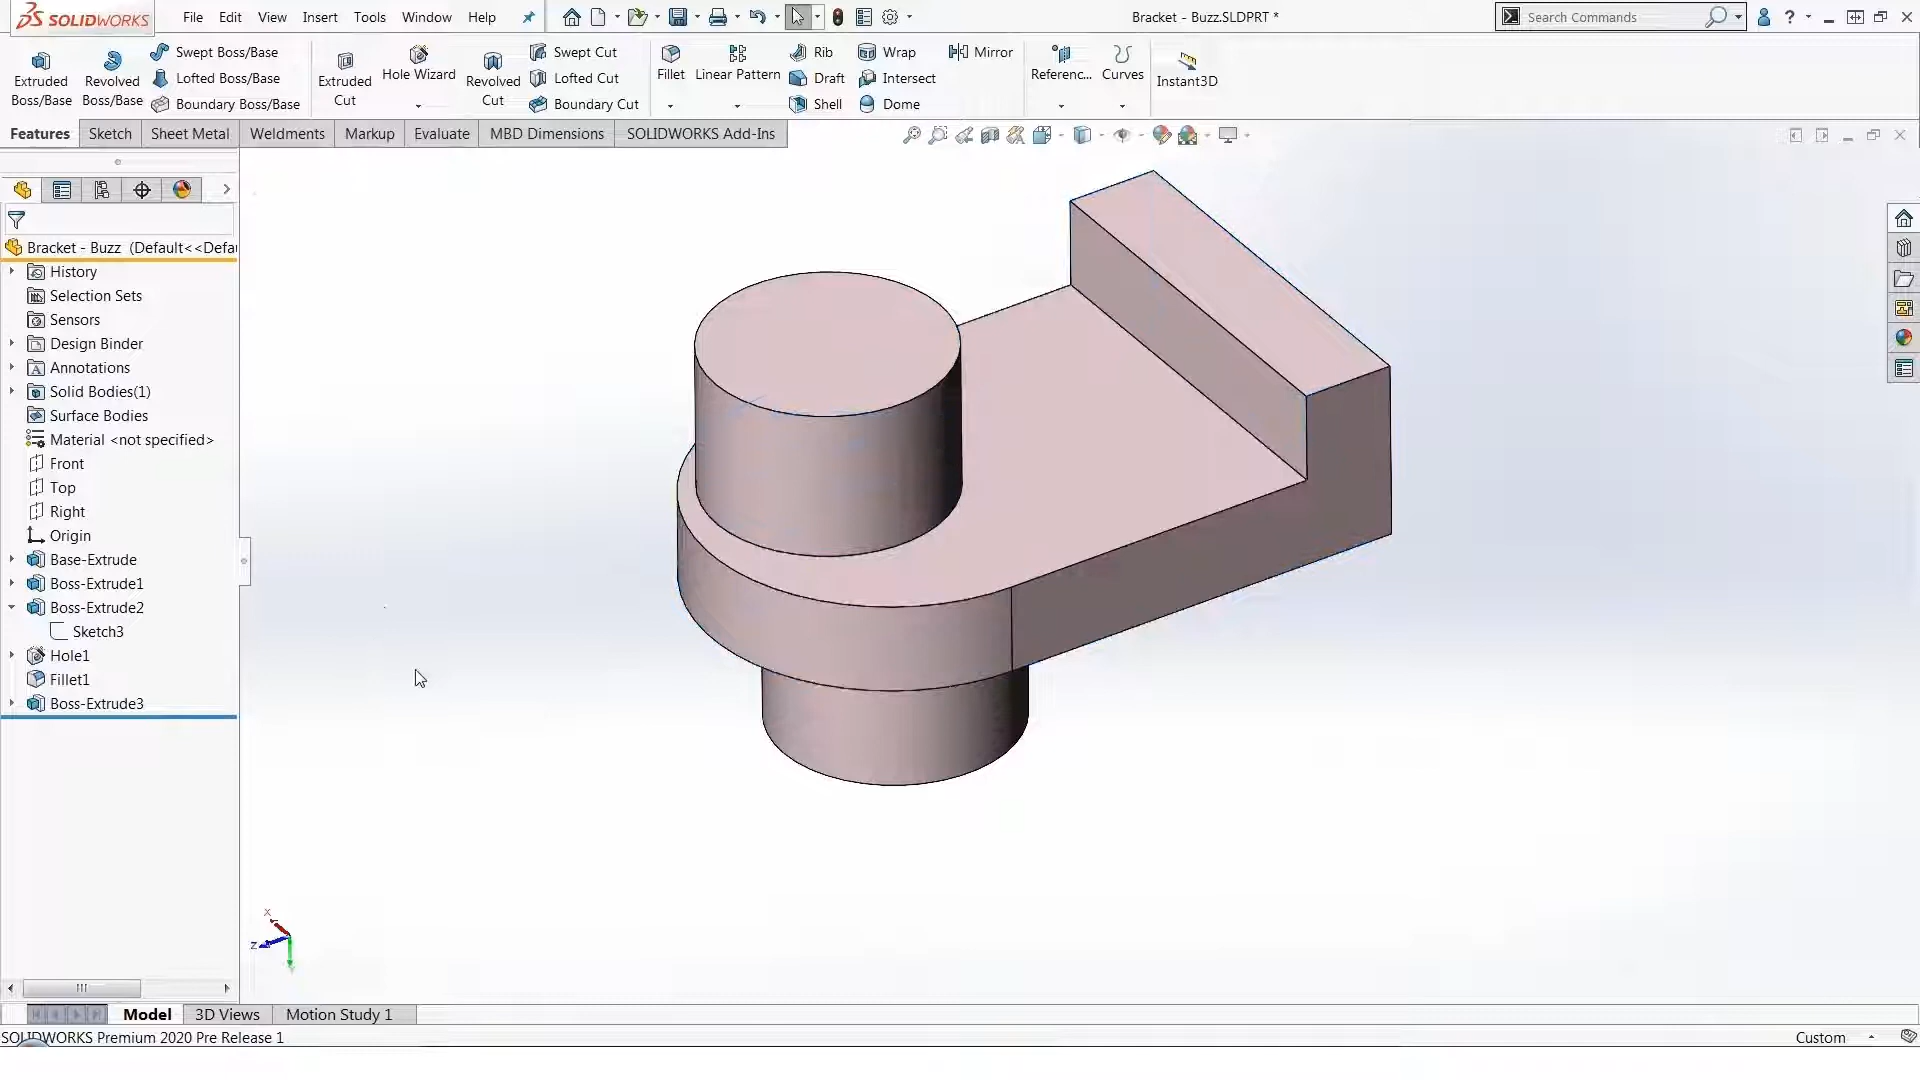 SOLIDWORKS
File Edit View Insert Tools Window Help
Bracket - Buzz.SLDPRT *
Search Commands
Extruded Boss/Base
Revolved Boss/Base
Swept Boss/Base
Lofted Boss/Base
Boundary Boss/Base
Extruded Cut
Hole Wizard
Revolved Cut
Swept Cut
Lofted Cut
Boundary Cut
Fillet
Linear Pattern
Rib
Draft
Shell
Wrap
Intersect
Dome
Mirror
Referenc...
Curves
Instant3D
Features Sketch Sheet Metal Weldments Markup Evaluate MBD Dimensions SOLIDWORKS Add-Ins
Bracket - Buzz (Default<<Defau
History
Selection Sets
Sensors
Design Binder
Annotations
Solid Bodies(1)
Surface Bodies
Material <not specified>
Front
Top
Right
Origin
Base-Extrude
Boss-Extrude1
Boss-Extrude2
Sketch3
Hole1
Fillet1
Boss-Extrude3
X
Z
Y
Model 3D Views Motion Study 1
SOLIDWORKS Premium 2020 Pre Release 1
Custom